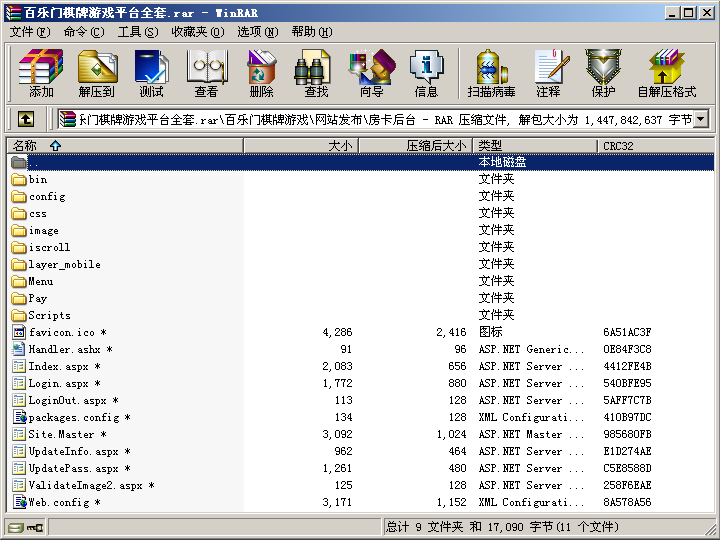 百乐门棋牌游戏平台全套.rar - WinRAR
文件(F) 命令(C) 工具(S) 收藏夹(O) 选项(N) 帮助(H)
添加 解压到 测试 查看 删除 查找 向导 信息 扫描病毒 注释 保护 自解压格式
门棋牌游戏平台全套.rar\百乐门棋牌游戏\网站发布\房卡后台 - RAR 压缩文件, 解包大小为 1,447,842,637 字节
名称 大小 压缩后大小 类型 CRC32
.. 本地磁盘
bin 文件夹
config 文件夹
css 文件夹
image 文件夹
iscroll 文件夹
layer_mobile 文件夹
Menu 文件夹
Pay 文件夹
Scripts 文件夹
favicon.ico * 4,286 2,416 图标 6A51AC3F
Handler.ashx * 91 96 ASP.NET Generic... 0E84F3C8
Index.aspx * 2,083 656 ASP.NET Server ... 4412FE4B
Login.aspx * 1,772 880 ASP.NET Server ... 540BFE95
LoginOut.aspx * 113 128 ASP.NET Server ... 5AFF7C7B
packages.config * 134 128 XML Configurati... 410B97DC
Site.Master * 3,092 1,024 ASP.NET Master ... 985680FB
UpdateInfo.aspx * 962 464 ASP.NET Server ... E1D274AE
UpdatePass.aspx * 1,261 480 ASP.NET Server ... C5E8588D
ValidateImage2.aspx * 125 128 ASP.NET Server ... 258F6EAE
Web.config * 3,171 1,152 XML Configurati... 8A578A56
总计 9 文件夹 和 17,090 字节(11 个文件)